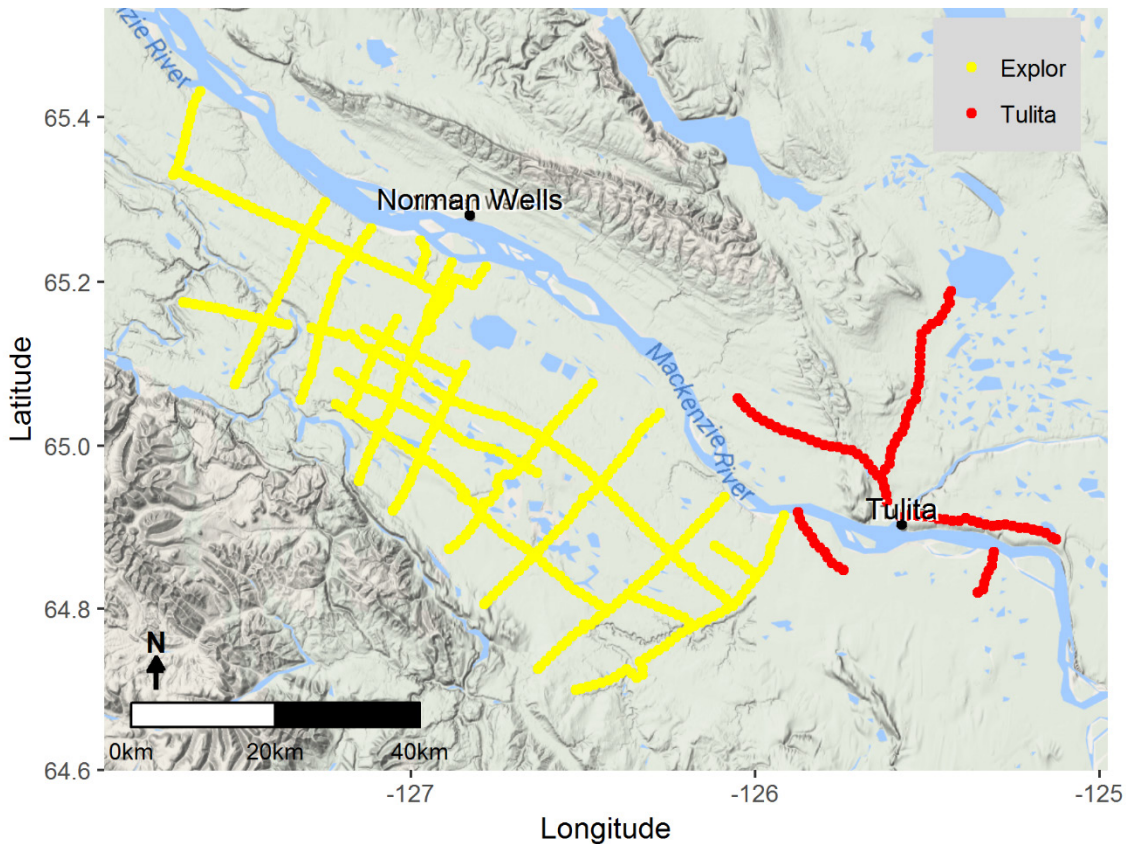 nzie River
Explor
Tulita
65.4
Norman Wells
65.2
Mackenzie River
Latitude
65.0
Tulita
64.8
N
0km
20km
40km
64.6
-127
-126
-125
Longitude